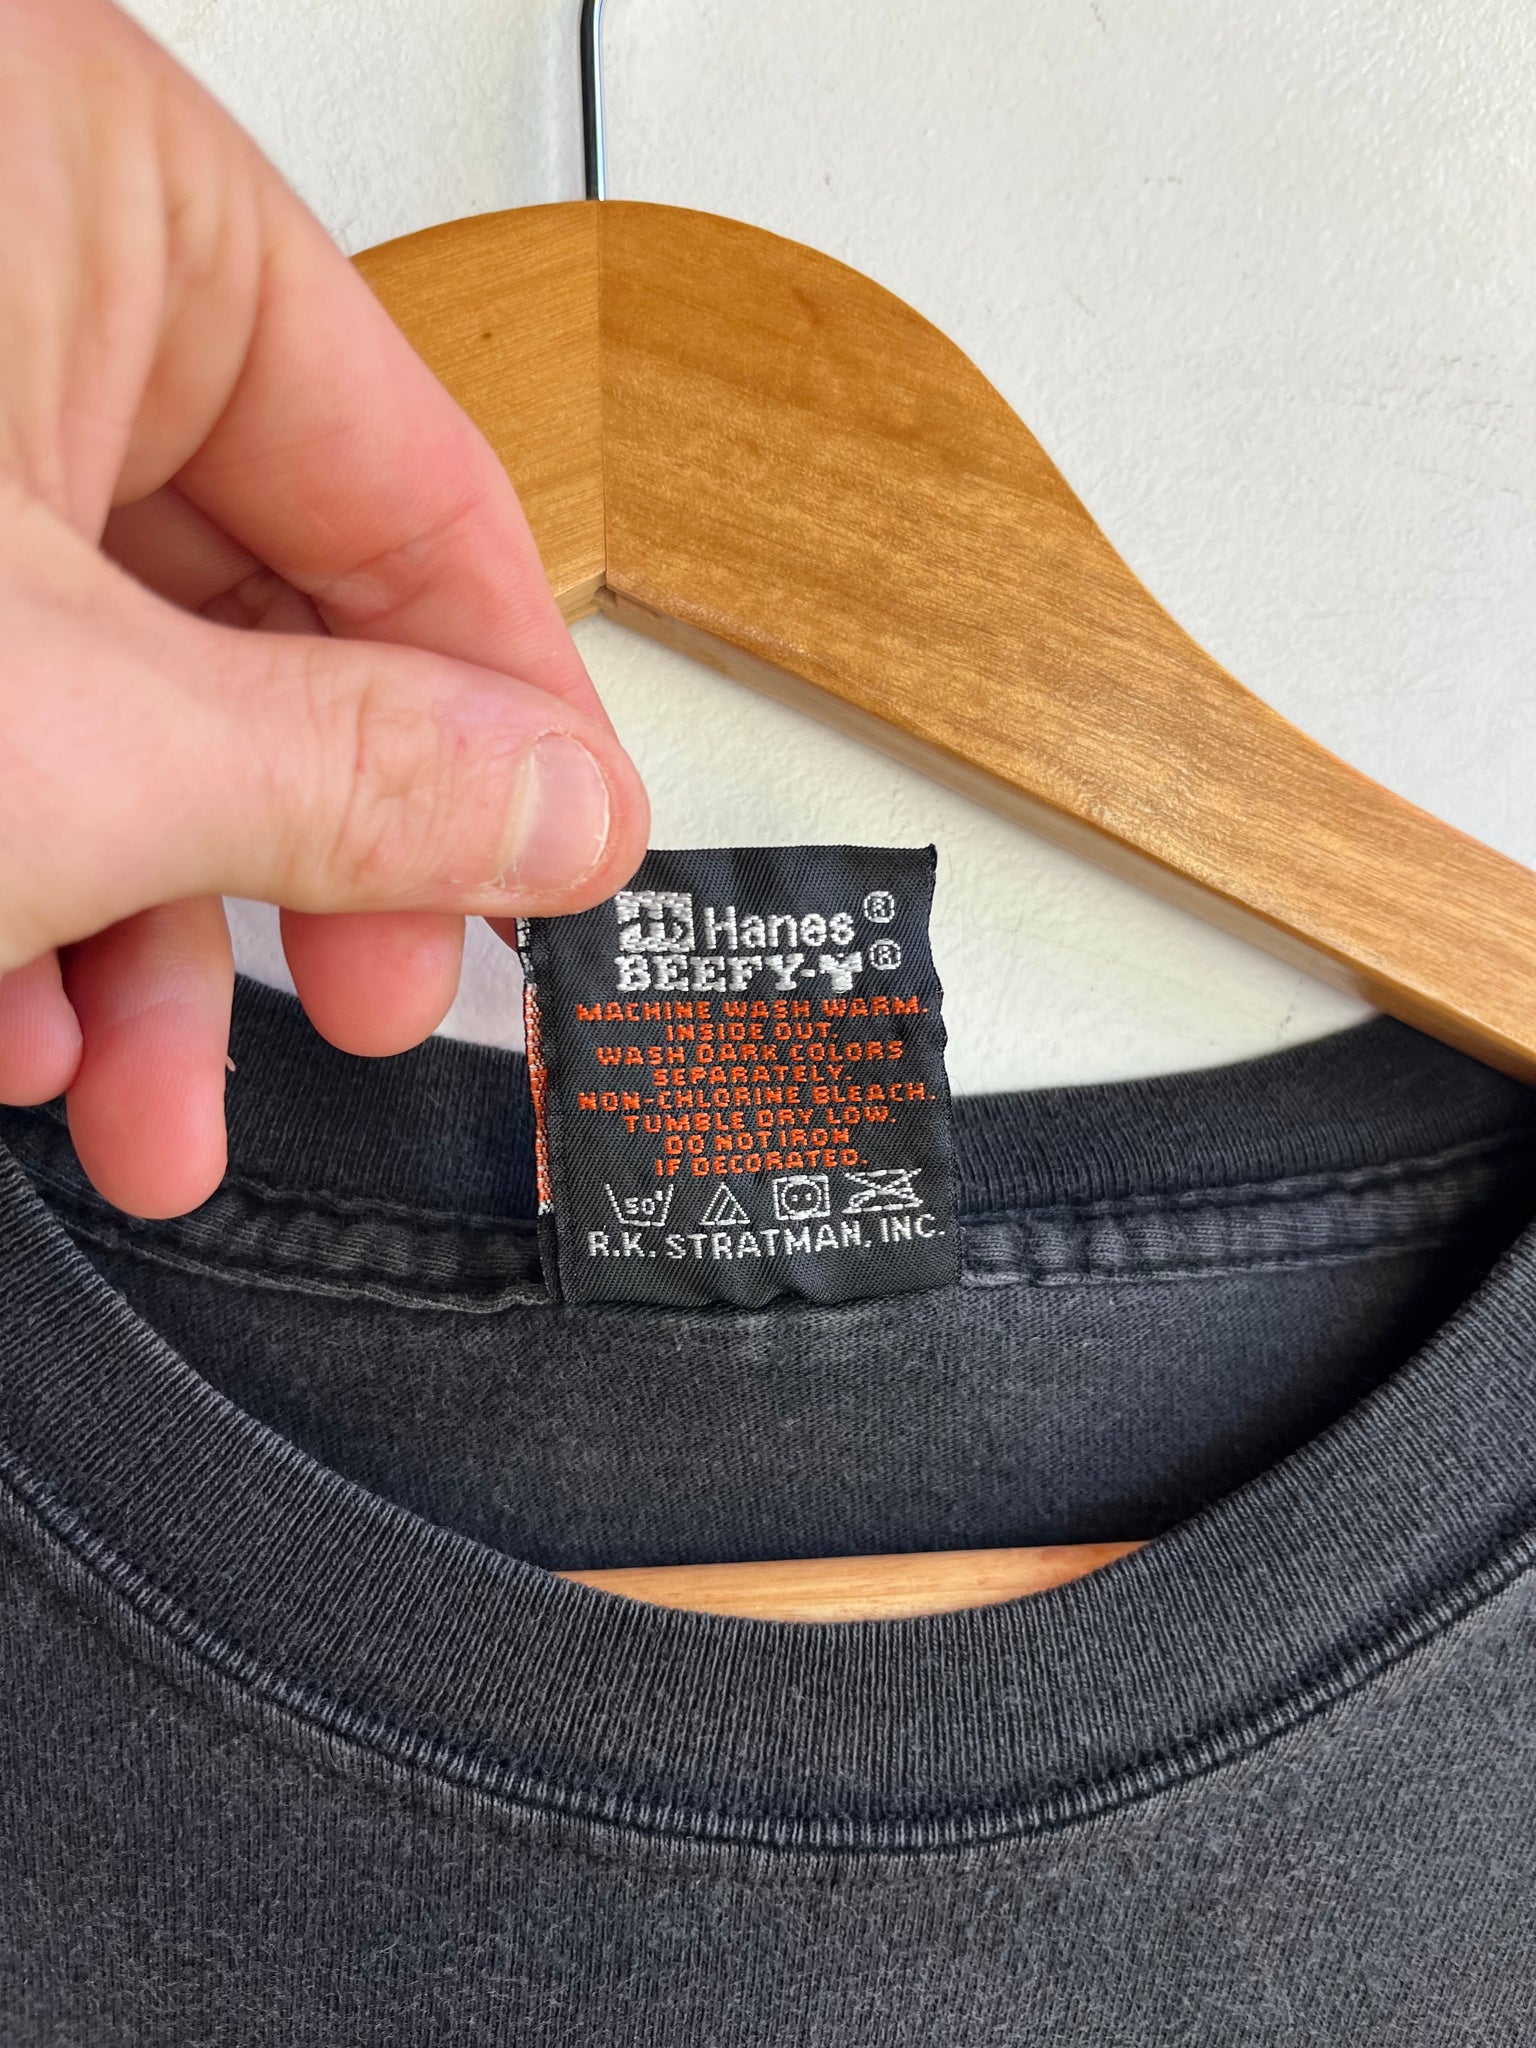 Hanes®
BEEFY-T®
MACHINE WASH WARM.
INSIDE OUT.
WASH DARK COLORS
SEPARATELY.
NON-CHLORINE BLEACH.
TUMBLE DRY LOW.
DO NOT IRON
IF DECORATED.
50
R.K. STRATMAN, INC.